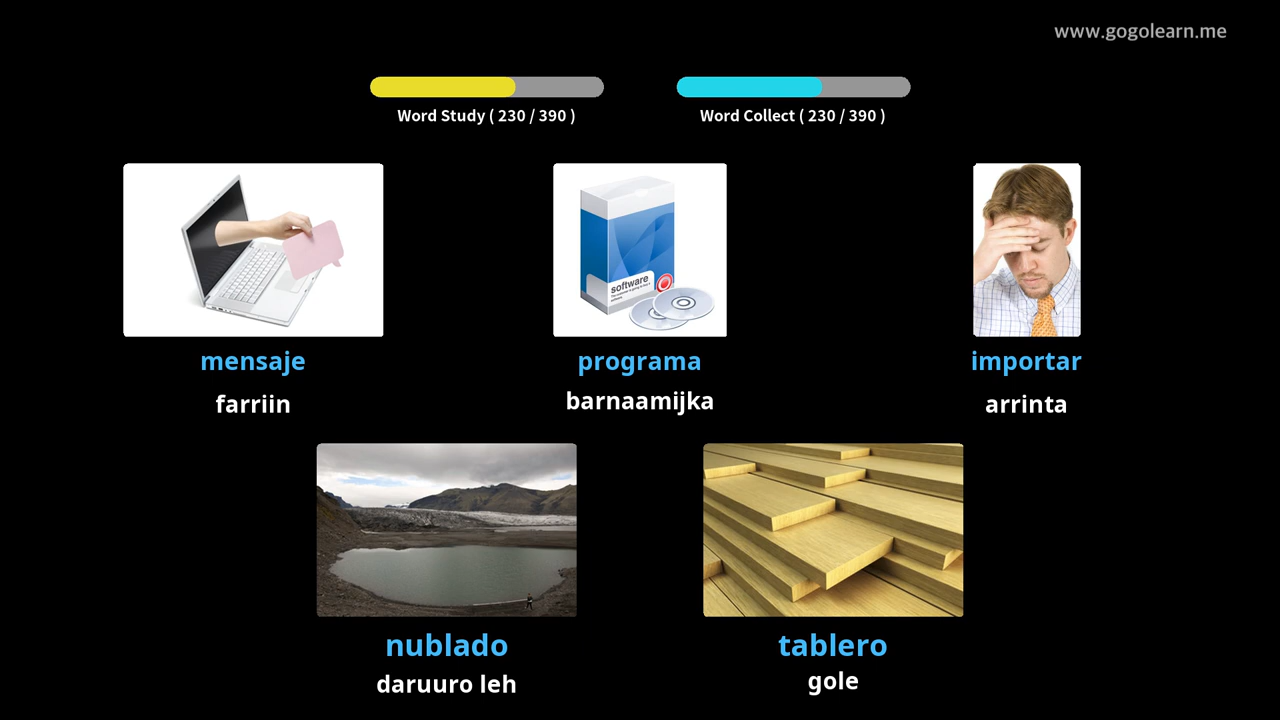 www.gogolearn.me
Word Study ( 230 / 390 )
Word Collect ( 230 / 390 )
software
mensaje
programa
importar
farriin
barnaamijka
arrinta
nublado
tablero
daruuro leh
gole